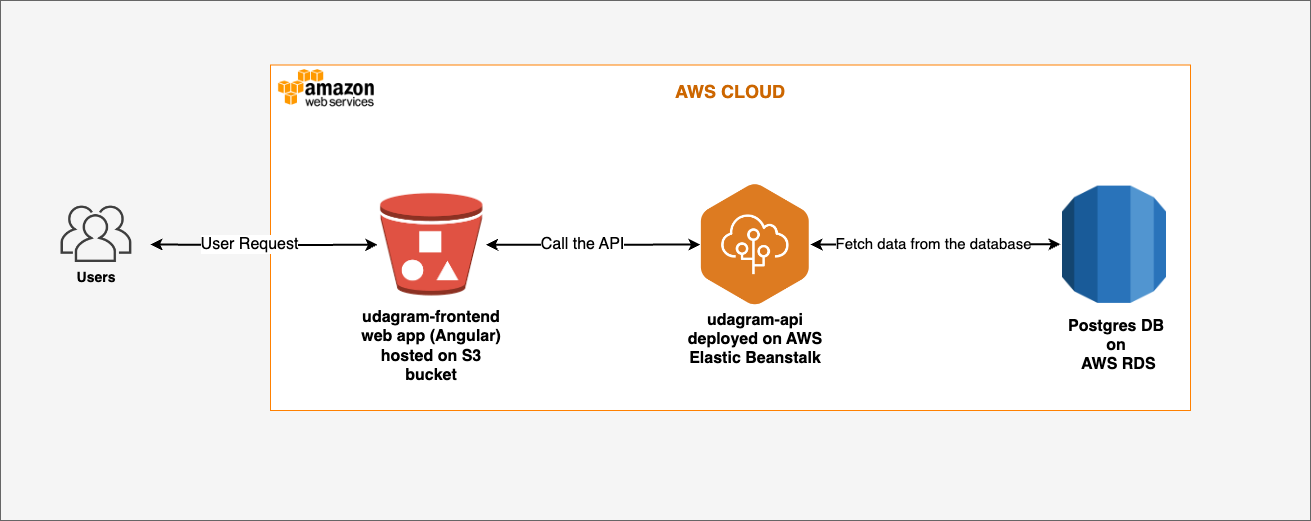 amazon
web services
AWS CLOUD
User Request
Call the API
Fetch data from the database
Users
udagram-frontend
web app (Angular)
hosted on S3
bucket
udagram-api
deployed on AWS
Elastic Beanstalk
Postgres DB
on
AWS RDS